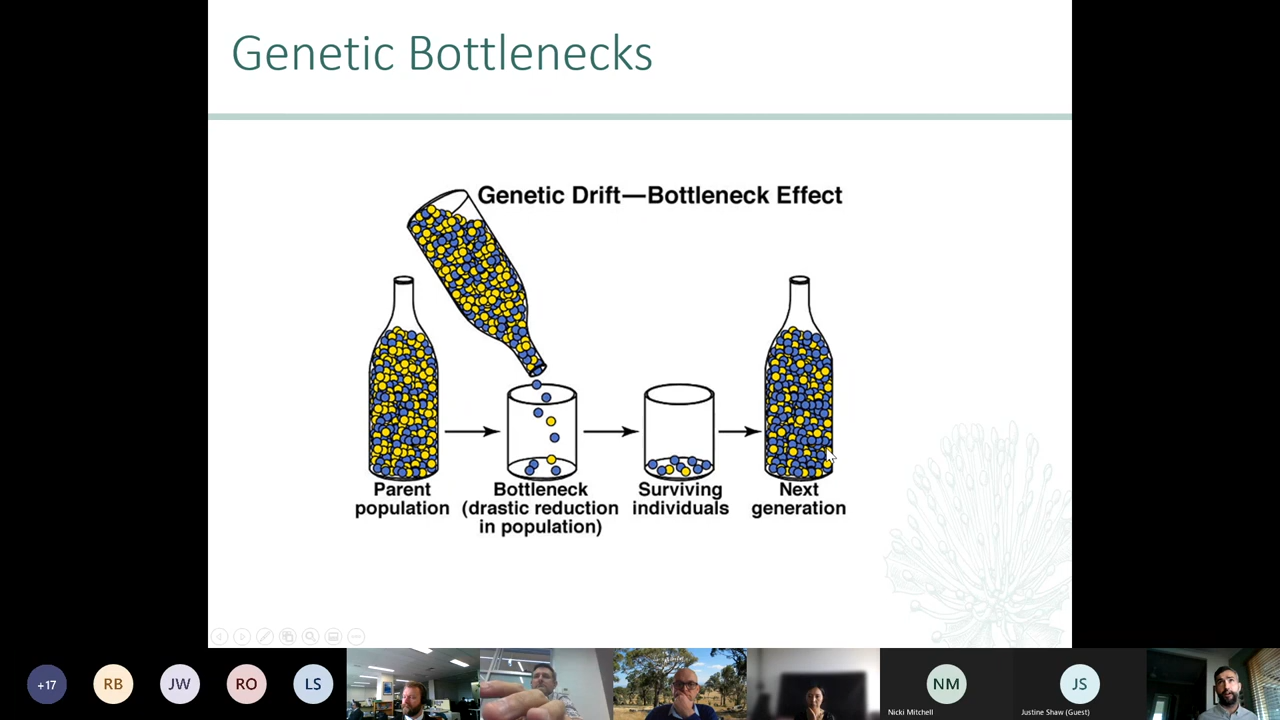 Genetic Bottlenecks
Genetic Drift—Bottleneck Effect
Parent
population
Bottleneck
(drastic reduction
in population)
Surviving
individuals
Next
generation
+17
RB
JW
RO
LS
NM
Nicki Mitchell
JS
Justine Shaw (Guest)